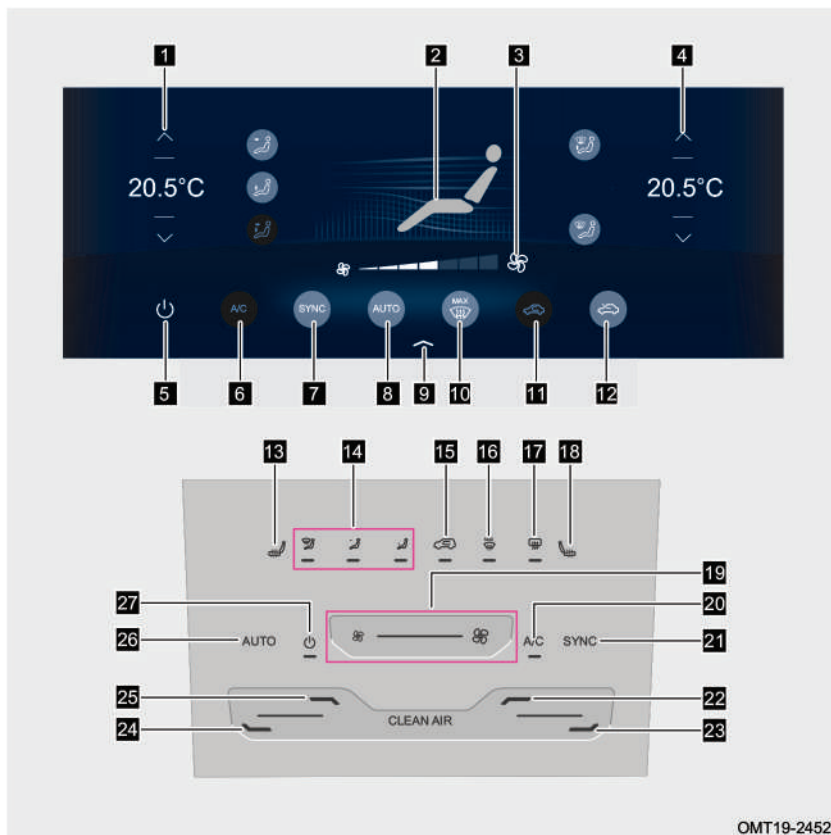 1 2 3 4
20.5°C 20.5°C
A/C SYNC AUTO MAX
5 6 7 8 9 10 11 12
13 14 15 16 17 18
19
27 20
26 AUTO A/C SYNC 21
25 22
CLEAN AIR
24 23
OMT19-2452